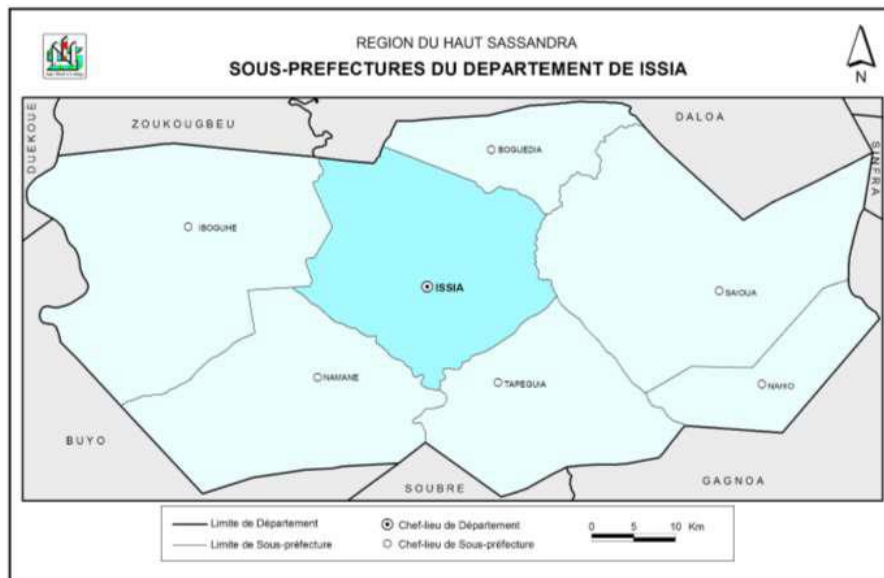 REGION DU HAUT SASSANDRA
SOUS-PREFECTURES DU DEPARTEMENT DE ISSIA
N
DUEKOUE
ZOUKOUGBEU
DALOA
SINFRA
BOGUEDIA
IBOGUHE
ISSIA
SAIOUA
NAMANE
TAPEGUIA
NAHIO
BUYO
SOUBRE
GAGNOA
Limite de Département
Chef-lieu de Département
0 5 10 Km
Limite de Sous-préfecture
Chef-lieu de Sous-préfecture